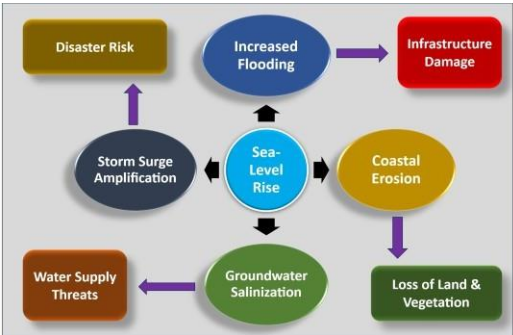 Disaster Risk
Increased
Flooding
Infrastructure
Damage
Storm Surge
Amplification
Sea-
Level
Rise
Coastal
Erosion
Water Supply
Threats
Groundwater
Salinization
Loss of Land &
Vegetation